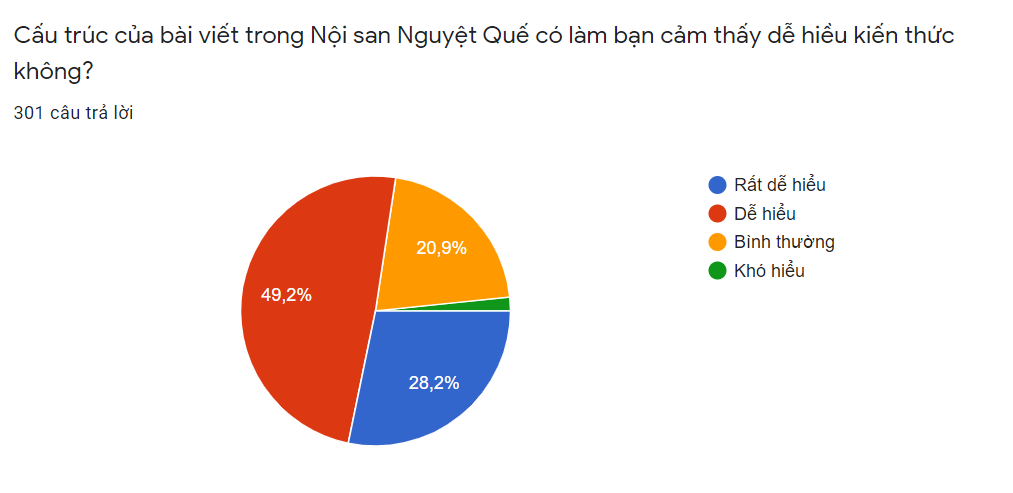 Cấu trúc của bài viết trong Nội san Nguyệt Quế có làm bạn cảm thấy dễ hiểu kiến thức
không?
301 câu trả lời
Rất dễ hiểu
Dễ hiểu
Bình thường
Khó hiểu
20,9%
49,2%
28,2%